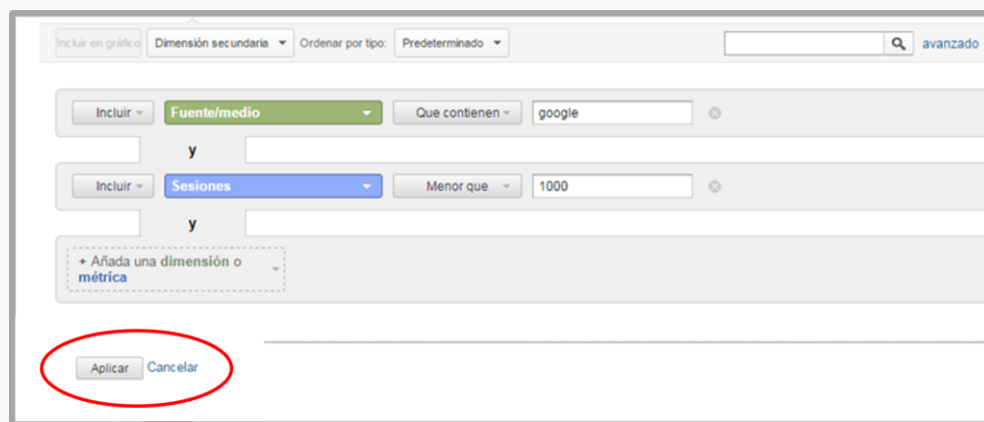 Incluir en gráfico Dimensión secundaria Ordenar por tipo: Predeterminado avanzado
Incluir Fuente/medio Que contienen google
y
Incluir Sesiones Menor que 1000
y
+ Añada una dimensión o
métrica
Aplicar Cancelar